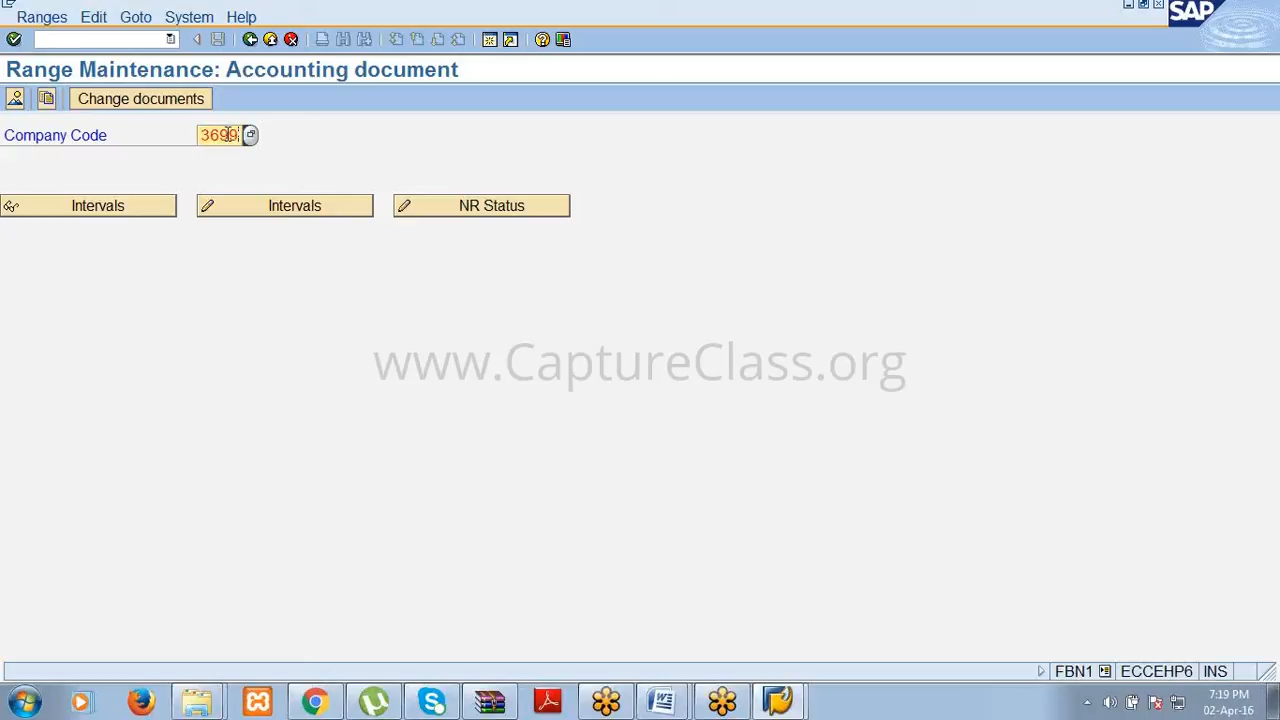 Ranges Edit Goto System Help
SAP
Range Maintenance: Accounting document
Change documents
Company Code 3699
Intervals Intervals NR Status
www.CaptureClass.org
FBN1 ECCEHP6 INS
7:19 PM
02-Apr-16